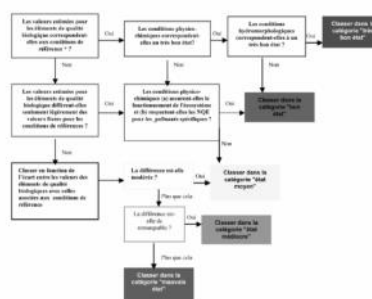 Les valeurs estimées pour
les éléments de qualité
biologique correspondent-
elles aux conditions de
référence ?
Oui
Les conditions physico-
chimiques correspondent-
elles au très bon état?
Oui
Les conditions
hydromorphologiques
correspondent-elles à un
très bon état ?
Oui
Classer dans la
catégorie "très
bon état"
Non
Non
Non
Les valeurs estimées pour
les éléments de qualité
biologique diffèrent-elles
seulement légèrement des
valeurs fixées pour les
conditions de références ?
Oui
Les conditions physico-
chimiques (a) assurent-elles le
fonctionnement de l'écosystème
et (b) respectent-elles les NQE
pour les polluants spécifiques ?
Oui
Classer dans la
catégorie "bon
état"
Non
Non
Classer en fonction de
l'écart entre les valeurs des
éléments de qualité
biologiques avec celles
associées aux conditions de
référence
La différence est-elle
modérée ?
Oui
Classer dans la
catégorie "état
moyen"
Plus que cela
La différence est-
elle de
remarquable ?
Oui
Classer dans la
catégorie "état
médiocre"
Plus que cela
Classer dans la
catégorie "mauvais
état"